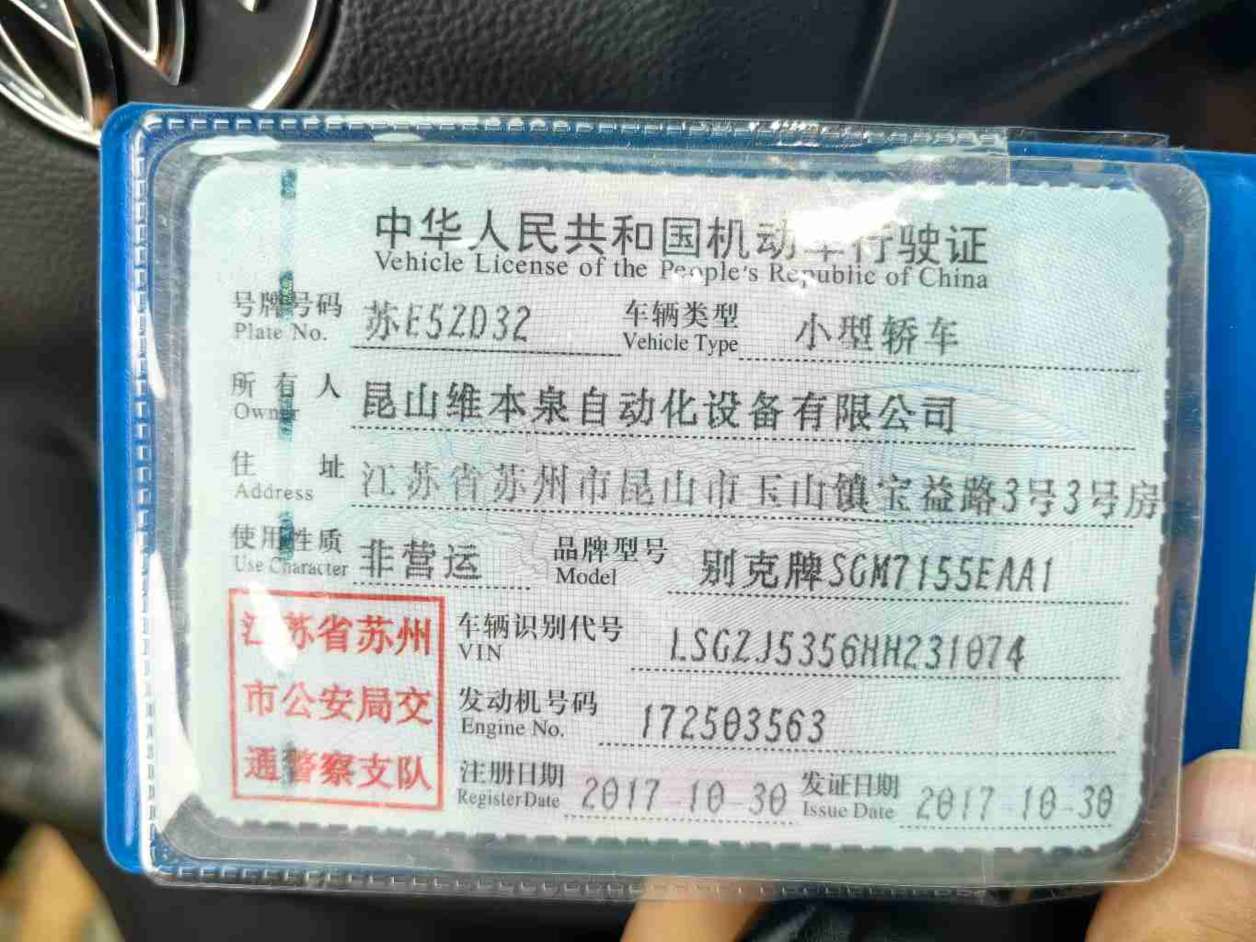 中华人民共和国机动车行驶证
Vehicle License of the People's Republic of China
号牌号码 苏E5ZD32 车辆类型 小型轿车
Plate No. Vehicle Type
所有人 昆山维本泉自动化设备有限公司
Owner
住址 江苏省苏州市昆山市玉山镇宝益路3号3号房
Address
使用性质 非营运 品牌型号 别克牌SGM7155EAA1
Use Character Model
江苏省苏州
市公安局交
通警察支队
车辆识别代号 LSGZJ5356HH231074
VIN
发动机号码 172503563
Engine No.
注册日期 2017-10-30 发证日期 2017-10-30
Register Date Issue Date